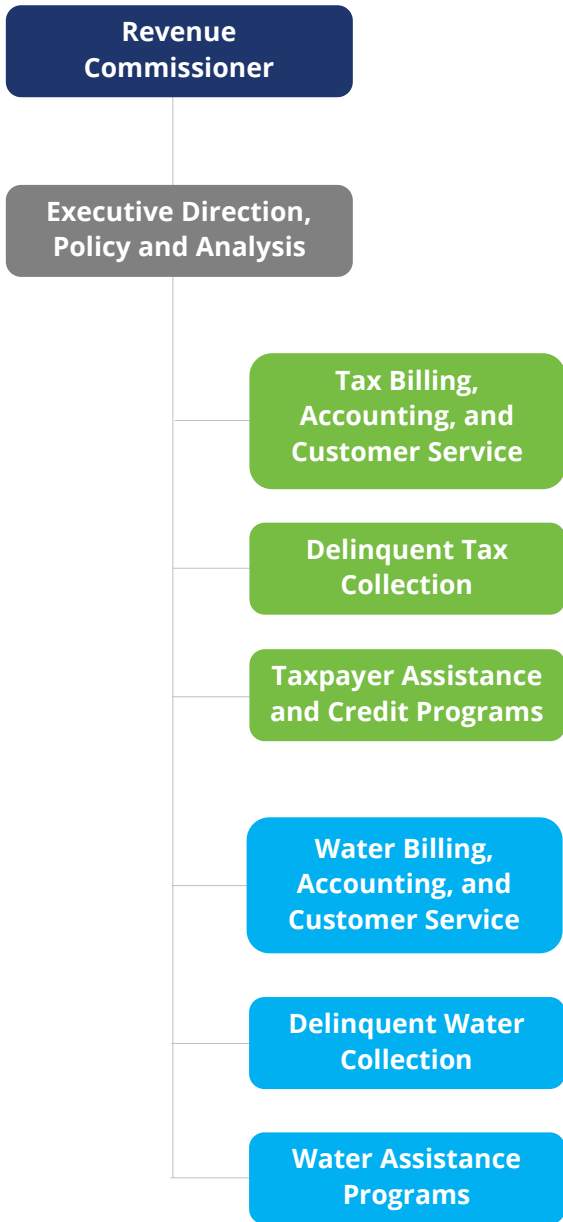 Revenue
Commissioner
Executive Direction,
Policy and Analysis
Tax Billing,
Accounting, and
Customer Service
Delinquent Tax
Collection
Taxpayer Assistance
and Credit Programs
Water Billing,
Accounting, and
Customer Service
Delinquent Water
Collection
Water Assistance
Programs